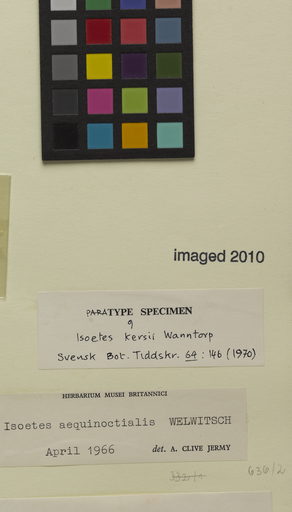 imaged 2010
PARATYPE SPECIMEN
of
Isoetes kersii Wanntorp
Svensk Bot. Tidskr. 64 : 146 (1970)
HERBARIUM MUSEI BRITANNICI
Isoetes aequinoctialis WELWITSCH
April 1966 det. A. CLIVE JERMY
636/2